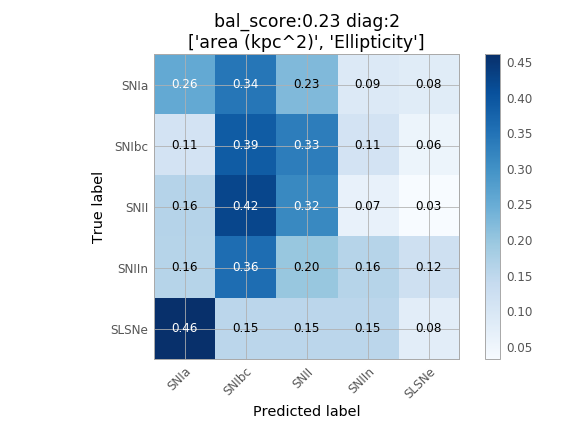 bal_score:0.23 diag:2
['area (kpc^2)', 'Ellipticity']
True label
SNIa 0.26 0.34 0.23 0.09 0.08
SNIbc 0.11 0.39 0.33 0.11 0.06
SNII 0.16 0.42 0.32 0.07 0.03
SNIIn 0.16 0.36 0.20 0.16 0.12
SLSNe 0.46 0.15 0.15 0.15 0.08
SNIa SNIbc SNII SNIIn SLSNe
Predicted label
0.45
0.40
0.35
0.30
0.25
0.20
0.15
0.10
0.05